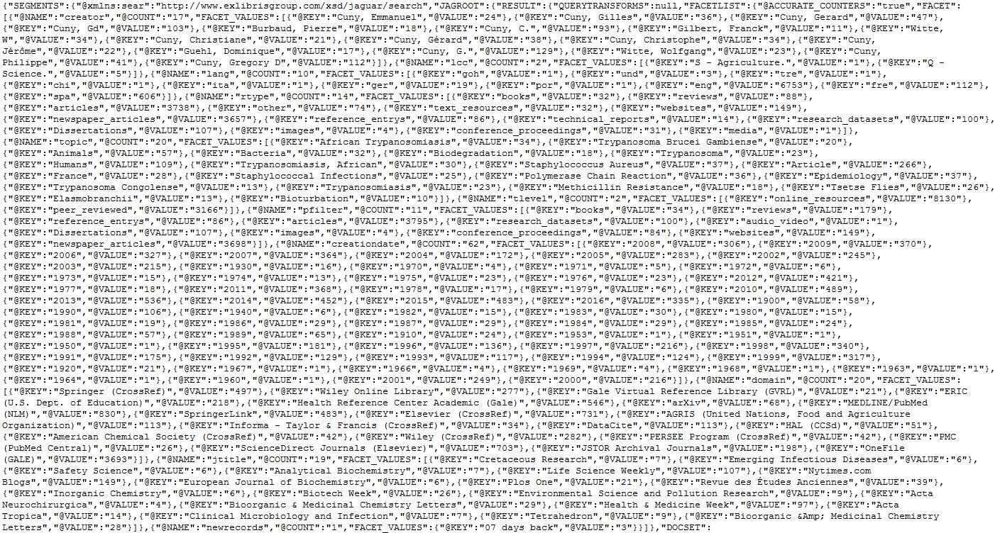 {"SEGMENTS":{"@xmlns:sear":"http://www.exlibrisgroup.com/xsd/jaguar/search","JAGROOT":{"RESULT":{"QUERYTRANSFORMS":null,"FACETLIST":{"@ACCURATE_COUNTERS":"true","FACET":
[{"@NAME":"creator","@COUNT":"17","FACET_VALUES":[{"@KEY":"Cuny, Emmanuel","@VALUE":"24"},{"@KEY":"Cuny, Gilles","@VALUE":"36"},{"@KEY":"Cuny, Gerard","@VALUE":"47"},
{"@KEY":"Cuny, Gd","@VALUE":"103"},{"@KEY":"Burbaud, Pierre","@VALUE":"18"},{"@KEY":"Cuny, C.","@VALUE":"93"},{"@KEY":"Gilbert, Franck","@VALUE":"11"},{"@KEY":"Witte,
W","@VALUE":"34"},{"@KEY":"Cuny, Christiane","@VALUE":"21"},{"@KEY":"Cuny, Gérard","@VALUE":"38"},{"@KEY":"Cuny, Christophe","@VALUE":"34"},{"@KEY":"Cuny,
Jérôme","@VALUE":"22"},{"@KEY":"Guehl, Dominique","@VALUE":"17"},{"@KEY":"Cuny, G.","@VALUE":"129"},{"@KEY":"Witte, Wolfgang","@VALUE":"23"},{"@KEY":"Cuny,
Philippe","@VALUE":"41"},{"@KEY":"Cuny, Gregory D","@VALUE":"112"}]},{"@NAME":"lcc","@COUNT":"2","FACET_VALUES":[{"@KEY":"S - Agriculture.","@VALUE":"1"},{"@KEY":"Q -
Science.","@VALUE":"5"}]},{"@NAME":"lang","@COUNT":"10","FACET_VALUES":[{"@KEY":"goh","@VALUE":"1"},{"@KEY":"und","@VALUE":"3"},{"@KEY":"tre","@VALUE":"1"},
{"@KEY":"chi","@VALUE":"1"},{"@KEY":"ita","@VALUE":"1"},{"@KEY":"ger","@VALUE":"19"},{"@KEY":"por","@VALUE":"1"},{"@KEY":"eng","@VALUE":"6753"},{"@KEY":"fre","@VALUE":"112"},
{"@KEY":"spa","@VALUE":"606"}]},{"@NAME":"rtype","@COUNT":"14","FACET_VALUES":[{"@KEY":"books","@VALUE":"32"},{"@KEY":"reviews","@VALUE":"88"},
{"@KEY":"articles","@VALUE":"3738"},{"@KEY":"other","@VALUE":"74"},{"@KEY":"text_resources","@VALUE":"32"},{"@KEY":"websites","@VALUE":"149"},
{"@KEY":"newspaper_articles","@VALUE":"3657"},{"@KEY":"reference_entrys","@VALUE":"86"},{"@KEY":"technical_reports","@VALUE":"14"},{"@KEY":"research_datasets","@VALUE":"100"},
{"@KEY":"Dissertations","@VALUE":"107"},{"@KEY":"images","@VALUE":"4"},{"@KEY":"conference_proceedings","@VALUE":"31"},{"@KEY":"media","@VALUE":"1"}]},
{"@NAME":"topic","@COUNT":"20","FACET_VALUES":[{"@KEY":"African Trypanosomiasis","@VALUE":"34"},{"@KEY":"Trypanosoma Brucei Gambiense","@VALUE":"20"},
{"@KEY":"Animals","@VALUE":"57"},{"@KEY":"Bacteria","@VALUE":"32"},{"@KEY":"Biodegradation","@VALUE":"18"},{"@KEY":"Trypanosoma","@VALUE":"23"},
{"@KEY":"Humans","@VALUE":"109"},{"@KEY":"Trypanosomiasis, African","@VALUE":"30"},{"@KEY":"Staphylococcus Aureus","@VALUE":"37"},{"@KEY":"Article","@VALUE":"266"},
{"@KEY":"France","@VALUE":"28"},{"@KEY":"Staphylococcal Infections","@VALUE":"25"},{"@KEY":"Polymerase Chain Reaction","@VALUE":"36"},{"@KEY":"Epidemiology","@VALUE":"37"},
{"@KEY":"Trypanosoma Congolense","@VALUE":"13"},{"@KEY":"Trypanosomiasis","@VALUE":"23"},{"@KEY":"Methicillin Resistance","@VALUE":"18"},{"@KEY":"Tsetse Flies","@VALUE":"26"},
{"@KEY":"Elasmobranchii","@VALUE":"13"},{"@KEY":"Bioturbation","@VALUE":"10"}]},{"@NAME":"tlevel","@COUNT":"2","FACET_VALUES":[{"@KEY":"online_resources","@VALUE":"8130"},
{"@KEY":"peer_reviewed","@VALUE":"3166"}]},{"@NAME":"pfilter","@COUNT":"11","FACET_VALUES":[{"@KEY":"books","@VALUE":"34"},{"@KEY":"reviews","@VALUE":"179"},
{"@KEY":"reference_entrys","@VALUE":"86"},{"@KEY":"articles","@VALUE":"3795"},{"@KEY":"research_datasets","@VALUE":"100"},{"@KEY":"audio_video","@VALUE":"1"},
{"@KEY":"Dissertations","@VALUE":"107"},{"@KEY":"images","@VALUE":"4"},{"@KEY":"conference_proceedings","@VALUE":"84"},{"@KEY":"websites","@VALUE":"149"},
{"@KEY":"newspaper_articles","@VALUE":"3698"}]},{"@NAME":"creationdate","@COUNT":"62","FACET_VALUES":[{"@KEY":"2008","@VALUE":"306"},{"@KEY":"2009","@VALUE":"370"},
{"@KEY":"2006","@VALUE":"327"},{"@KEY":"2007","@VALUE":"364"},{"@KEY":"2004","@VALUE":"172"},{"@KEY":"2005","@VALUE":"283"},{"@KEY":"2002","@VALUE":"245"},
{"@KEY":"2003","@VALUE":"215"},{"@KEY":"1930","@VALUE":"16"},{"@KEY":"1970","@VALUE":"4"},{"@KEY":"1971","@VALUE":"5"},{"@KEY":"1972","@VALUE":"6"},
{"@KEY":"1973","@VALUE":"15"},{"@KEY":"1974","@VALUE":"13"},{"@KEY":"1975","@VALUE":"23"},{"@KEY":"1976","@VALUE":"23"},{"@KEY":"2012","@VALUE":"421"},
{"@KEY":"1977","@VALUE":"18"},{"@KEY":"2011","@VALUE":"368"},{"@KEY":"1978","@VALUE":"17"},{"@KEY":"1979","@VALUE":"6"},{"@KEY":"2010","@VALUE":"489"},
{"@KEY":"2013","@VALUE":"536"},{"@KEY":"2014","@VALUE":"452"},{"@KEY":"2015","@VALUE":"483"},{"@KEY":"2016","@VALUE":"335"},{"@KEY":"1900","@VALUE":"58"},
{"@KEY":"1990","@VALUE":"106"},{"@KEY":"1940","@VALUE":"6"},{"@KEY":"1982","@VALUE":"15"},{"@KEY":"1983","@VALUE":"30"},{"@KEY":"1980","@VALUE":"15"},
{"@KEY":"1981","@VALUE":"19"},{"@KEY":"1986","@VALUE":"29"},{"@KEY":"1987","@VALUE":"29"},{"@KEY":"1984","@VALUE":"29"},{"@KEY":"1985","@VALUE":"24"},
{"@KEY":"1988","@VALUE":"57"},{"@KEY":"1989","@VALUE":"65"},{"@KEY":"1910","@VALUE":"24"},{"@KEY":"1953","@VALUE":"1"},{"@KEY":"1951","@VALUE":"1"},
{"@KEY":"1950","@VALUE":"1"},{"@KEY":"1995","@VALUE":"181"},{"@KEY":"1996","@VALUE":"136"},{"@KEY":"1997","@VALUE":"216"},{"@KEY":"1998","@VALUE":"340"},
{"@KEY":"1991","@VALUE":"175"},{"@KEY":"1992","@VALUE":"129"},{"@KEY":"1993","@VALUE":"117"},{"@KEY":"1994","@VALUE":"124"},{"@KEY":"1999","@VALUE":"317"},
{"@KEY":"1920","@VALUE":"21"},{"@KEY":"1967","@VALUE":"1"},{"@KEY":"1966","@VALUE":"4"},{"@KEY":"1969","@VALUE":"4"},{"@KEY":"1968","@VALUE":"1"},{"@KEY":"1963","@VALUE":"1"},
{"@KEY":"1964","@VALUE":"1"},{"@KEY":"1960","@VALUE":"1"},{"@KEY":"2001","@VALUE":"249"},{"@KEY":"2000","@VALUE":"216"}]},{"@NAME":"domain","@COUNT":"20","FACET_VALUES":
[{"@KEY":"Springer (CrossRef)","@VALUE":"497"},{"@KEY":"Wiley Online Library","@VALUE":"277"},{"@KEY":"Gale Virtual Reference Library (GVRL)","@VALUE":"21"},{"@KEY":"ERIC
(U.S. Dept. of Education)","@VALUE":"218"},{"@KEY":"Health Reference Center Academic (Gale)","@VALUE":"546"},{"@KEY":"arXiv","@VALUE":"68"},{"@KEY":"MEDLINE/PubMed
(NLM)","@VALUE":"830"},{"@KEY":"SpringerLink","@VALUE":"483"},{"@KEY":"Elsevier (CrossRef)","@VALUE":"731"},{"@KEY":"AGRIS (United Nations, Food and Agriculture
Organization)","@VALUE":"113"},{"@KEY":"Informa - Taylor & Francis (CrossRef)","@VALUE":"34"},{"@KEY":"DataCite","@VALUE":"113"},{"@KEY":"HAL (CCSd)","@VALUE":"51"},
{"@KEY":"American Chemical Society (CrossRef)","@VALUE":"42"},{"@KEY":"Wiley (CrossRef)","@VALUE":"282"},{"@KEY":"PERSEE Program (CrossRef)","@VALUE":"42"},{"@KEY":"PMC
(PubMed Central)","@VALUE":"26"},{"@KEY":"ScienceDirect Journals (Elsevier)","@VALUE":"703"},{"@KEY":"JSTOR Archival Journals","@VALUE":"198"},{"@KEY":"OneFile
(GALE)","@VALUE":"3693"}]},{"@NAME":"jtitle","@COUNT":"19","FACET_VALUES":[{"@KEY":"Cretaceous Research","@VALUE":"7"},{"@KEY":"Emerging Infectious Diseases","@VALUE":"6"},
{"@KEY":"Safety Science","@VALUE":"6"},{"@KEY":"Analytical Biochemistry","@VALUE":"7"},{"@KEY":"Life Science Weekly","@VALUE":"107"},{"@KEY":"Nytimes.com
Blogs","@VALUE":"149"},{"@KEY":"European Journal of Biochemistry","@VALUE":"6"},{"@KEY":"Plos One","@VALUE":"21"},{"@KEY":"Revue des Études Anciennes","@VALUE":"39"},
{"@KEY":"Inorganic Chemistry","@VALUE":"6"},{"@KEY":"Biotech Week","@VALUE":"26"},{"@KEY":"Environmental Science and Pollution Research","@VALUE":"9"},{"@KEY":"Acta
Neurochirurgica","@VALUE":"4"},{"@KEY":"Bioorganic & Medicinal Chemistry Letters","@VALUE":"29"},{"@KEY":"Health & Medicine Week","@VALUE":"97"},{"@KEY":"Acta
Tropica","@VALUE":"14"},{"@KEY":"Clinical Microbiology and Infection","@VALUE":"7"},{"@KEY":"Tetrahedron","@VALUE":"9"},{"@KEY":"Bioorganic &Amp; Medicinal Chemistry
Letters","@VALUE":"28"}]},{"@NAME":"newrecords","@COUNT":"1","FACET_VALUES":{"@KEY":"07 days back","@VALUE":"3"}}]},"DOCSET":